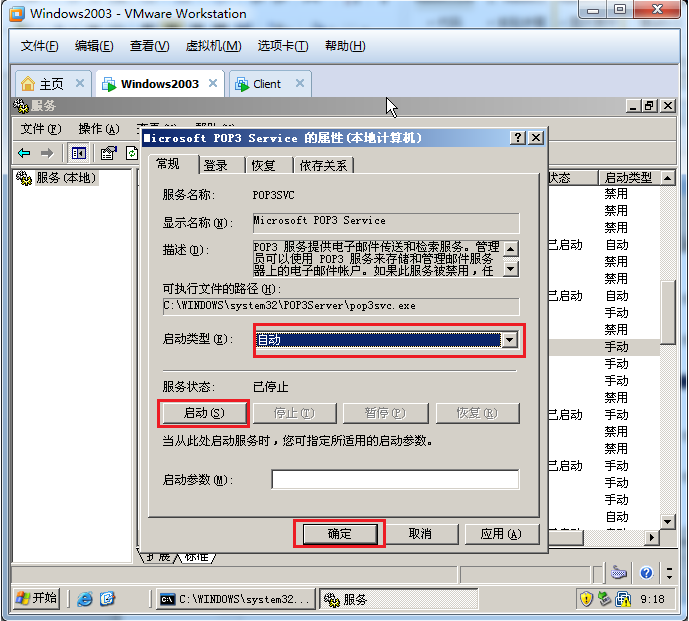 Windows2003 - VMware Workstation
文件(F) 编辑(E) 查看(V) 虚拟机(M) 选项卡(T) 帮助(H)
主页 Windows2003 Client
服务
文件(F) 操作(A)
Microsoft POP3 Service 的属性(本地计算机)
服务(本地)
常规 登录 恢复 依存关系
服务名称: POP3SVC
显示名称(N): Microsoft POP3 Service
描述(D): POP3 服务提供电子邮件传送和检索服务。管理
员可以使用 POP3 服务来存储和管理邮件服务
器上的电子邮件帐户。如果此服务被禁用，任
可执行文件的路径(H):
C:\WINDOWS\system32\POP3Server\pop3svc.exe
启动类型(E): 自动
服务状态: 已停止
启动(S) 停止(T) 暂停(P) 恢复(R)
当从此处启动服务时，您可指定所适用的启动参数。
启动参数(M):
确定 取消 应用(A)
状态 启动类型
禁用
禁用
禁用
已启动 自动
禁用
禁用
已启动 自动
手动
禁用
手动
手动
手动
禁用
已启动 手动
禁用
禁用
已启动 手动
手动
手动
自动
扩展 标准
开始 C:\WINDOWS\system32... 服务 9:18